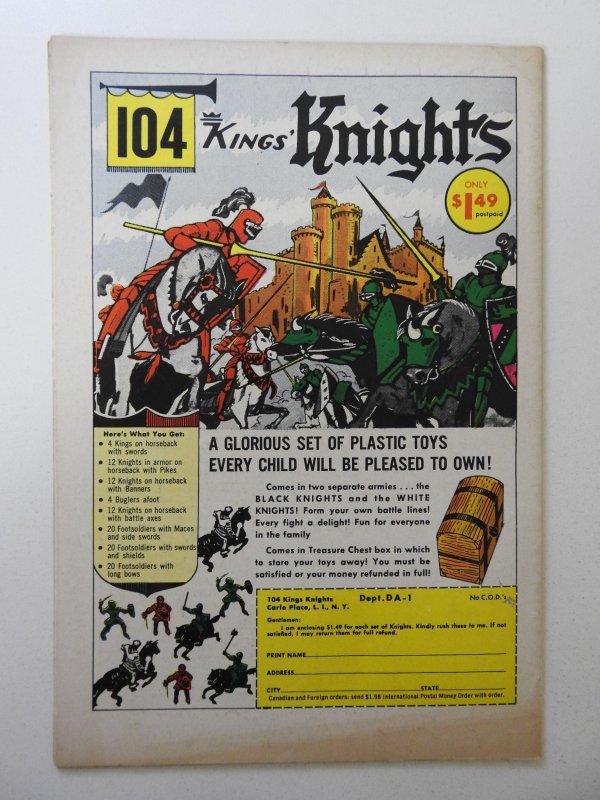 104 KINGS' Knights
ONLY
$1.49
postpaid
Here's What You Get:
• 4 Kings on horseback
with swords
• 12 Knights in armor on
horseback with Pikes
• 12 Knights on horseback
with Banners
• 4 Buglers afoot
• 12 Knights on horseback
with battle axes
• 20 Footsoldiers with Maces
and side swords
• 20 Footsoldiers with swords
and shields
• 20 Footsoldiers with
long bows
A GLORIOUS SET OF PLASTIC TOYS
EVERY CHILD WILL BE PLEASED TO OWN!
Comes in two separate armies . . . the
BLACK KNIGHTS and the WHITE
KNIGHTS! Form your own battle lines!
Every fight a delight! Fun for everyone
in the family
Comes in Treasure Chest box in which
to store your toys away! You must be
satisfied or your money refunded in full!
104 Kings Knights Dept. DA-1 No C.O.D.'s
Carle Place, L. I., N. Y.
Gentlemen:
I am enclosing $1.49 for each set of Knights. Kindly rush these to me. If not
satisfied, I may return them for full refund.
PRINT NAME
ADDRESS
CITY STATE
Canadian and Foreign orders: send $1.98 International Postal Money Order with order.